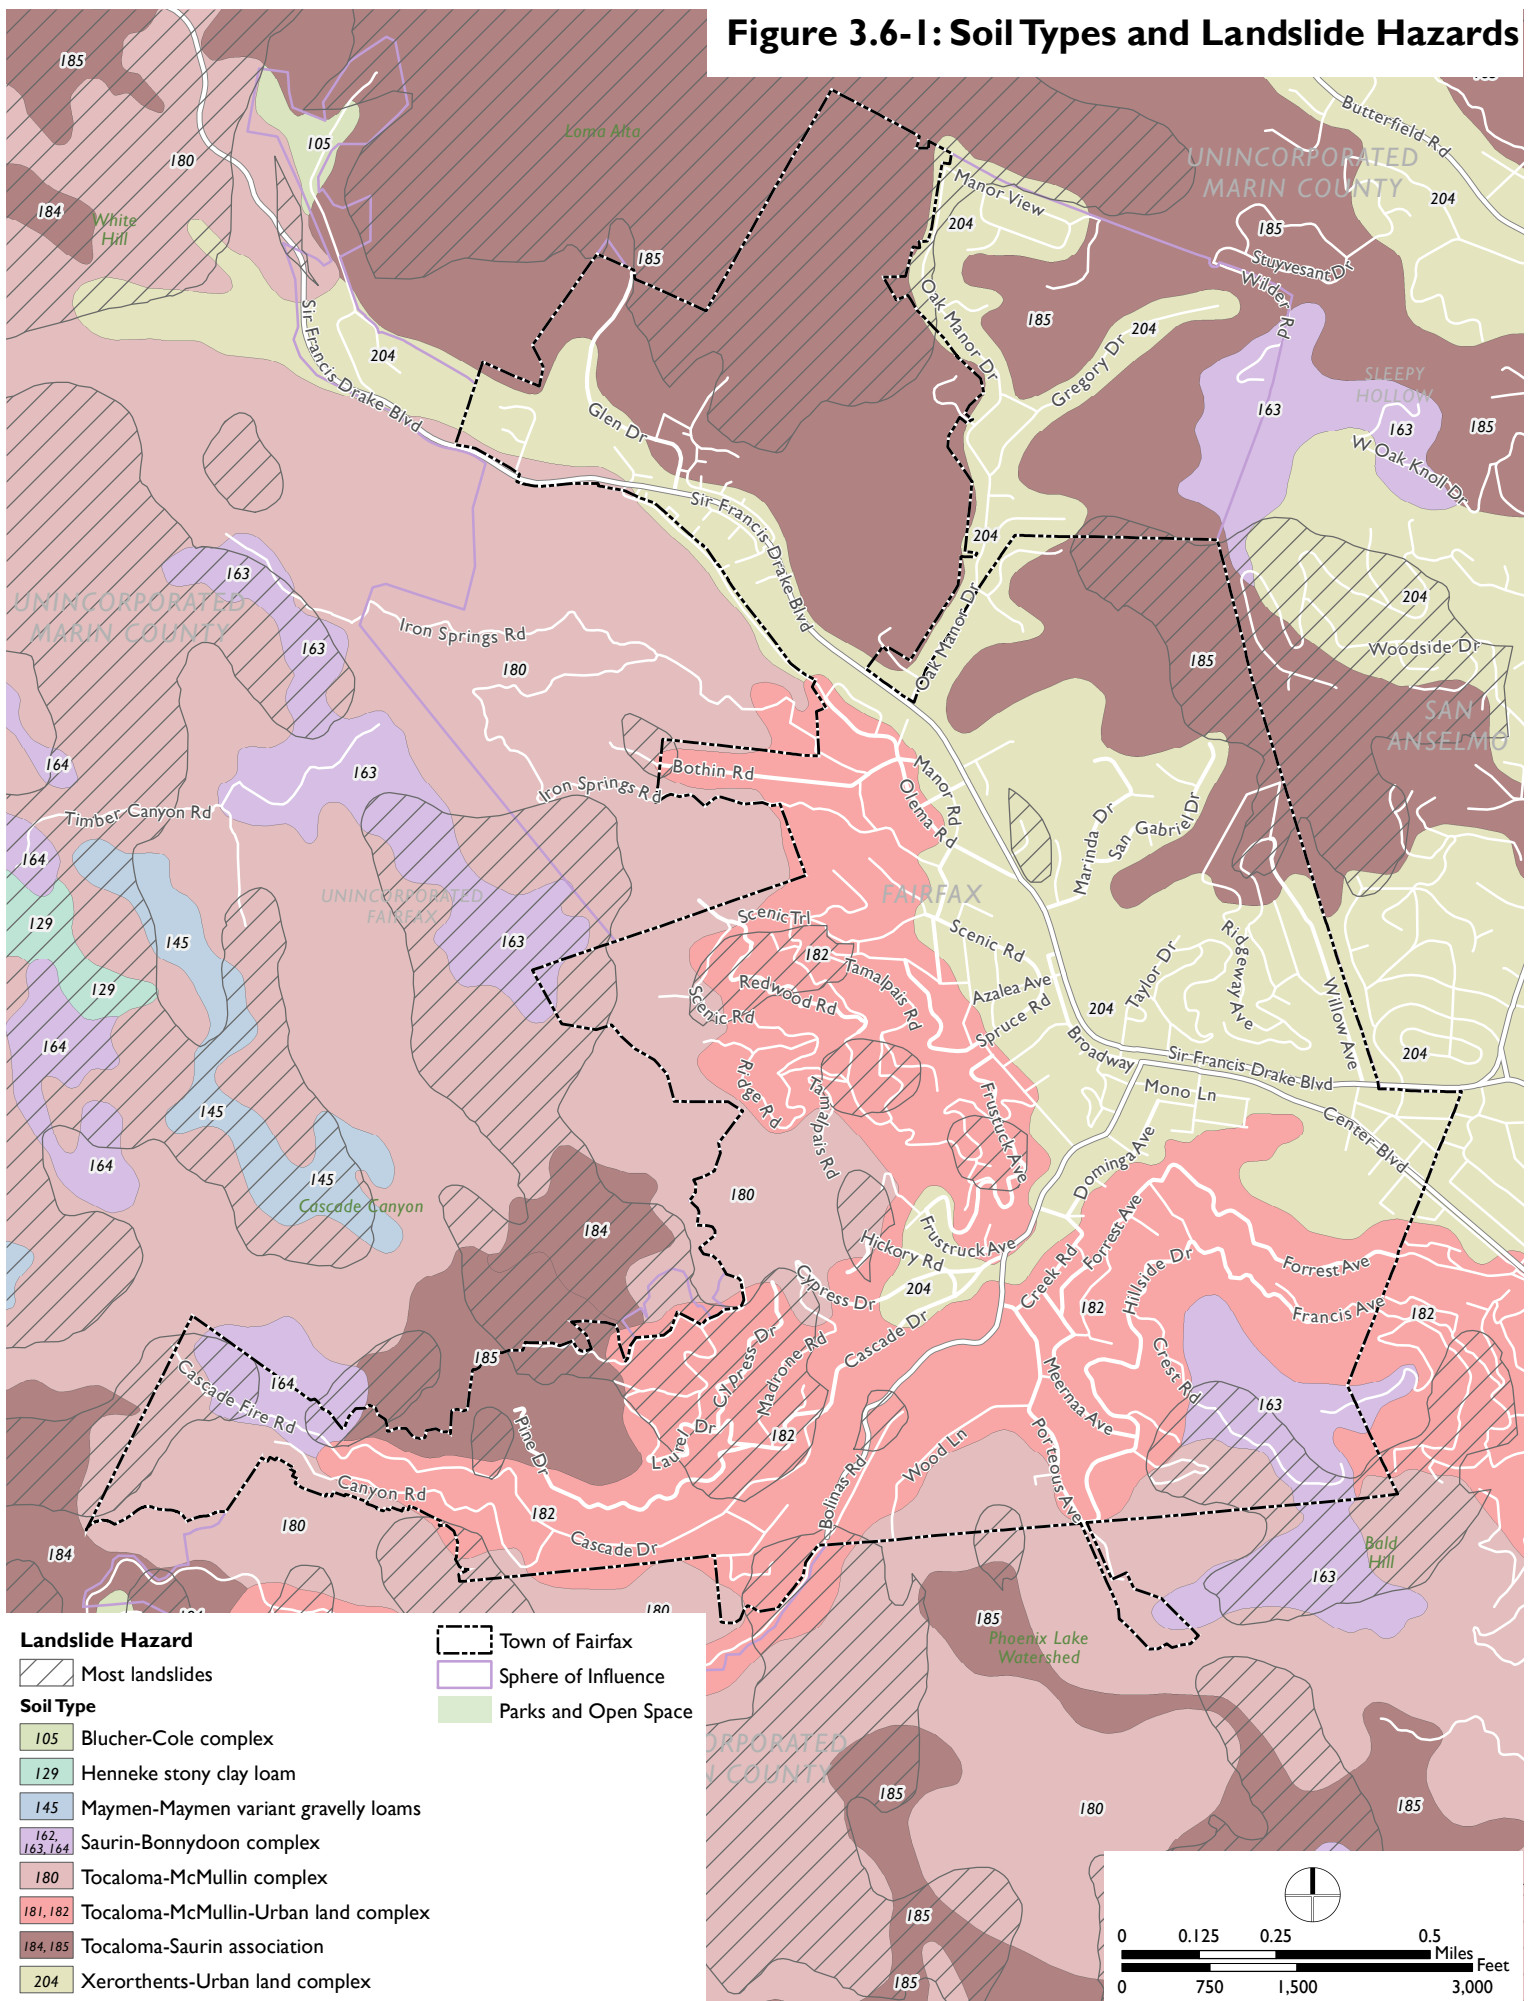 Figure 3.6-1: Soil Types and Landslide Hazards
185
Butterfield Rd
Loma Alta
105
180
UNINCORPORATED
MARIN COUNTY
Manor View
204
184
White
Hill
204
185
185
Stuyvesant Dr
Wilder Rd
Oak Manor Dr
185
204
Gregory Dr
Sir Francis Drake Blvd
204
SLEEPY
HOLLOW
163
163
185
Glen Dr
W Oak Knoll Dr
Sir Francis Drake Blvd
204
163
UNINCORPORATED
MARIN COUNTY
204
Iron Springs Rd
163
Oak Manor Dr
Woodside Dr
180
185
SAN
ANSELMO
164
163
Bothin Rd
Manor Rd
Iron Springs Rd
Olema Rd
Timber Canyon Rd
Marinda Dr
San Gabriel Dr
164
UNINCORPORATED
FAIRFAX
FAIRFAX
129
Scenic Trl
145
163
182
Scenic Rd
Ridgeway Ave
Tamalpais Rd
Taylor Dr
129
Redwood Rd
Azalea Ave
Scenic Rd
204
Spruce Rd
Willow Ave
164
Broadway
Sir Francis Drake Blvd
204
Ridge Rd
Tamalpais Rd
Mono Ln
145
Frustuck Ave
Center Blvd
164
Dominga Ave
145
180
Cascade Canyon
184
Forrest Ave
Frustruck Ave
Hickory Rd
Creek Rd
Hillside Dr
Forrest Ave
Cypress Dr
204
182
Francis Ave
182
Cascade Dr
185
Cypress Dr
Madrone Rd
Crest Rd
164
Cascade Fire Rd
Meernaa Ave
163
Pine Dr
Laurel Dr
182
Porteous Ave
Wood Ln
Bolinas Rd
Canyon Rd
182
180
Cascade Dr
184
Bald
Hill
163
184
180
185
Phoenix Lake
Watershed
ORPORATED
N COUNTY
185
180
185
185
185
Landslide Hazard
Most landslides
Soil Type
105 Blucher-Cole complex
129 Henneke stony clay loam
145 Maymen-Maymen variant gravelly loams
162,
163, 164 Saurin-Bonnydoon complex
180 Tocaloma-McMullin complex
181, 182 Tocaloma-McMullin-Urban land complex
184, 185 Tocaloma-Saurin association
204 Xerorthents-Urban land complex
Town of Fairfax
Sphere of Influence
Parks and Open Space
0 0.125 0.25 0.5
Miles
Feet
0 750 1,500 3,000